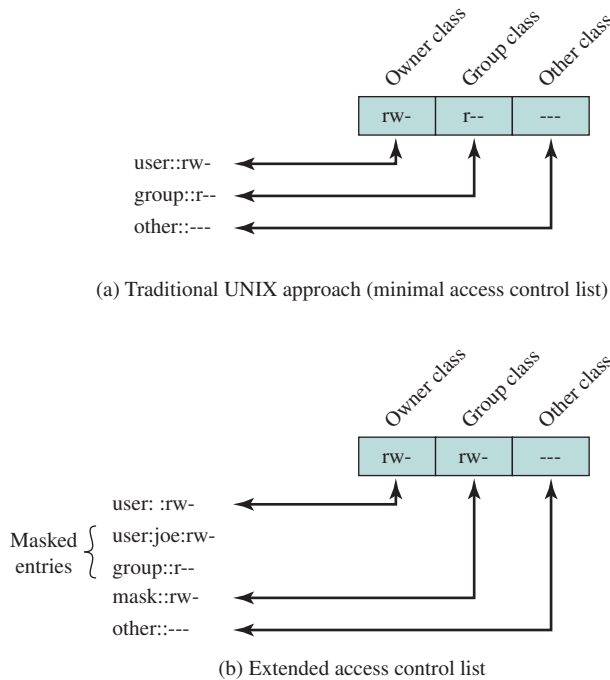 Owner class
Group class
Other class
rw- r-- ---
user::rw-
group::r--
other::---
(a) Traditional UNIX approach (minimal access control list)
Owner class
Group class
Other class
rw- rw- ---
user: :rw-
Masked entries
user:joe:rw-
group::r--
mask::rw-
other::---
(b) Extended access control list